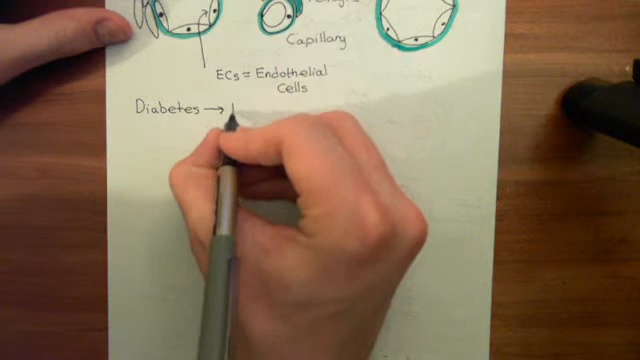 Capillary
ECs = Endothelial
Cells
Diabetes →